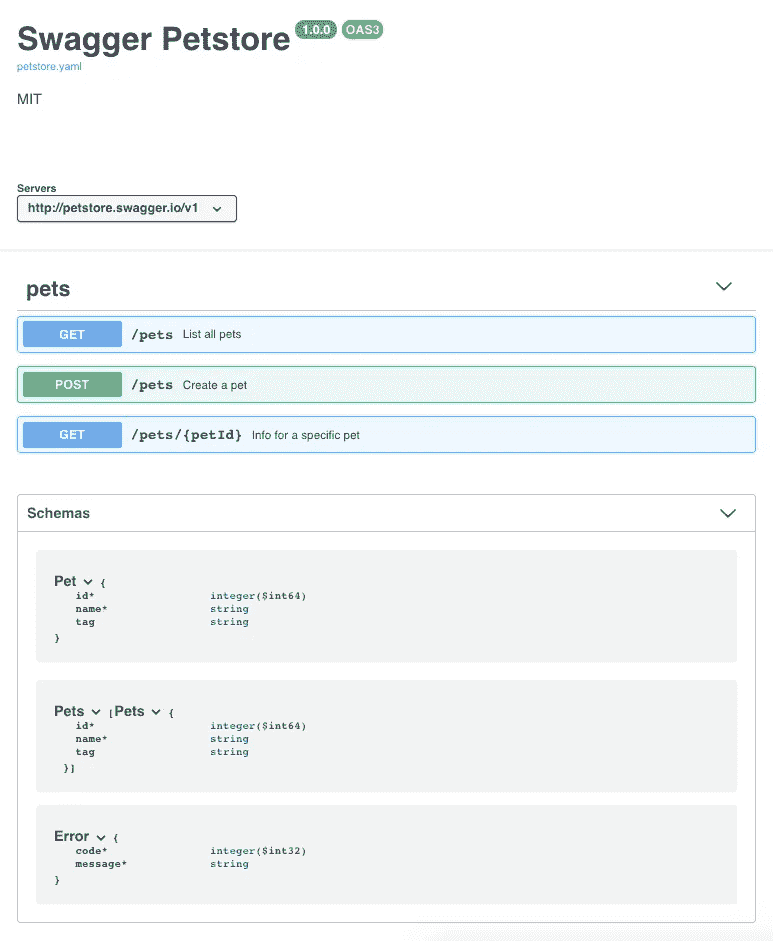 Swagger Petstore 1.0.0 OAS3
petstore.yaml
MIT
Servers
http://petstore.swagger.io/v1
pets
GET /pets List all pets
POST /pets Create a pet
GET /pets/{petId} Info for a specific pet
Schemas
Pet {
id* integer($int64)
name* string
tag string
}
Pets [Pets {
id* integer($int64)
name* string
tag string
}]
Error {
code* integer($int32)
message* string
}